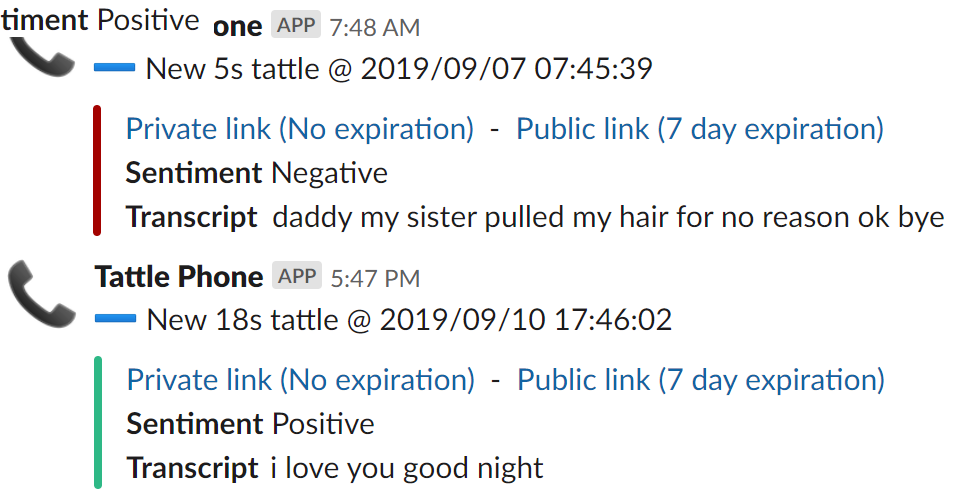 timent Positive
one APP 7:48 AM
New 5s tattle @ 2019/09/07 07:45:39
Private link (No expiration) - Public link (7 day expiration)
Sentiment Negative
Transcript daddy my sister pulled my hair for no reason ok bye
Tattle Phone APP 5:47 PM
New 18s tattle @ 2019/09/10 17:46:02
Private link (No expiration) - Public link (7 day expiration)
Sentiment Positive
Transcript i love you good night